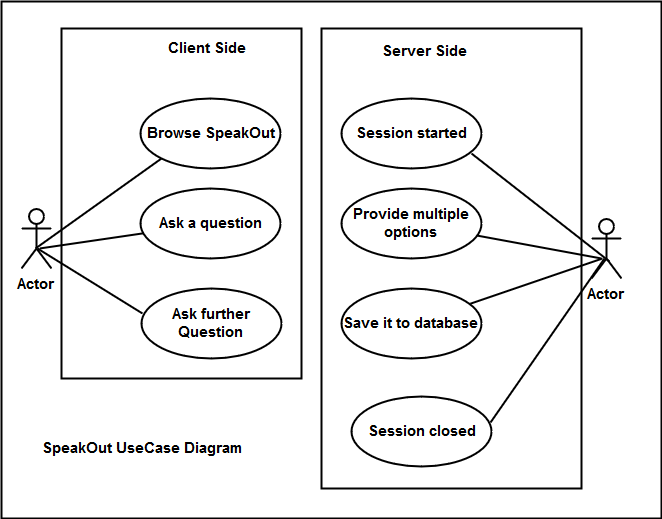 Client Side
Browse SpeakOut
Ask a question
Ask further
Question
Actor
Server Side
Session started
Provide multiple
options
Save it to database
Session closed
Actor
SpeakOut UseCase Diagram